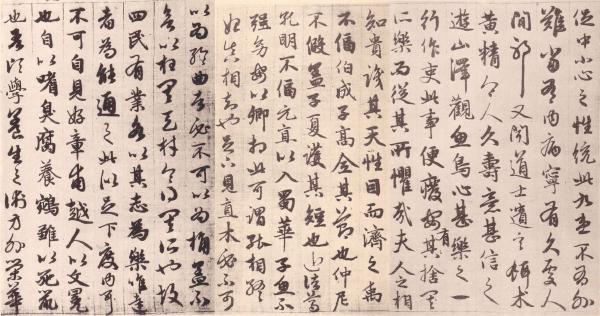 促中小心之性統此九患不有外
難當有內病寧有久處人
間邪又聞道士遺言餌朮
黃精令人久壽意甚信之
遊山澤觀魚鳥心甚樂之一
行作吏此事便廢安有捨其
所樂而從其所懼哉夫人之相
知貴識其天性因而濟之禹
不偪伯成子高全其節也仲尼
不假蓋子夏護其短也近諸葛
孔明不偪元直以入蜀華子魚不
強幼安以卿相此可謂能相終
始真相知者也足下見直木必不可
以為輪曲者必不可以為桷蓋不
欲以枉其天材令得其所也故
四民有業各以其志為樂唯達
者為能通之此似足下度內耳
不可自見好章甫越人以文冕
也自以嗜臭腐養鴛雛以死鼠
也吾頃學養生之術方外榮華